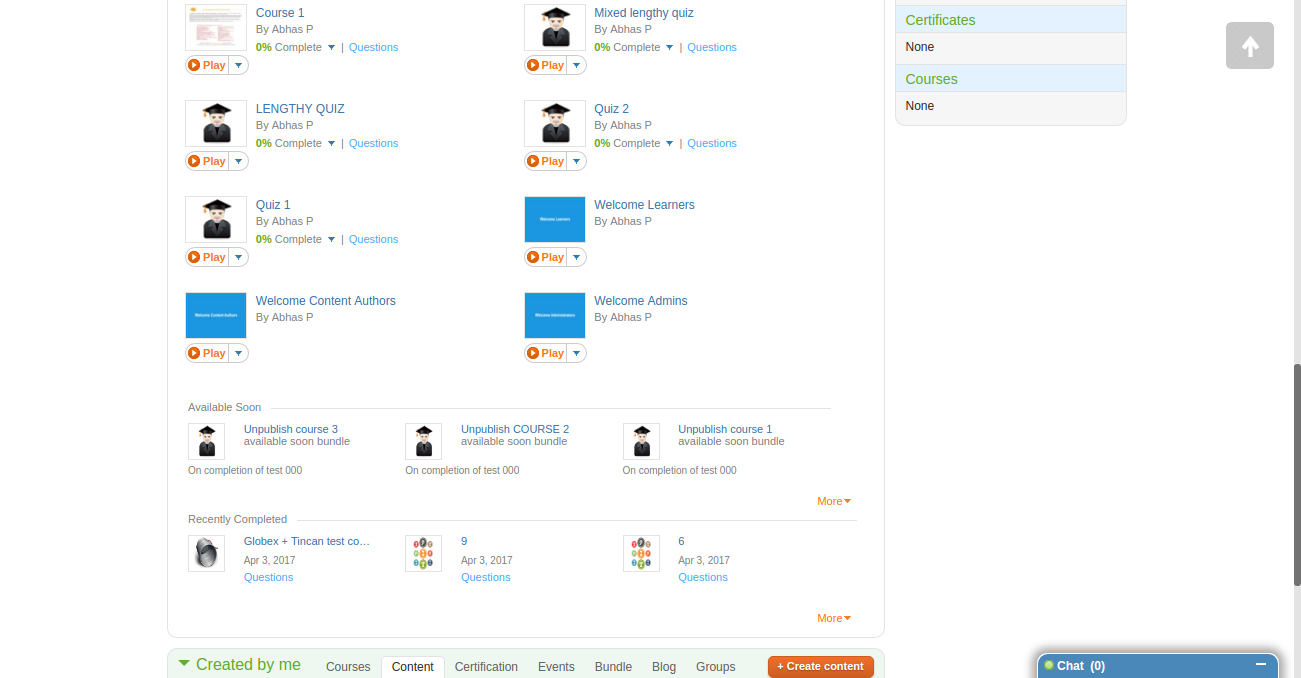 Course 1
By Abhas P
0% Complete | Questions
Play
Mixed lengthy quiz
By Abhas P
0% Complete | Questions
Play
LENGTHY QUIZ
By Abhas P
0% Complete | Questions
Play
Quiz 2
By Abhas P
0% Complete | Questions
Play
Quiz 1
By Abhas P
0% Complete | Questions
Play
Welcome Learners
Welcome Learners
By Abhas P
Play
Welcome Content Authors
Welcome Content Authors
By Abhas P
Play
Welcome Administrators
Welcome Admins
By Abhas P
Play
Available Soon
Unpublish course 3
available soon bundle
On completion of test 000
Unpublish COURSE 2
available soon bundle
On completion of test 000
Unpublish course 1
available soon bundle
On completion of test 000
More
Recently Completed
Globex + Tincan test co...
Apr 3, 2017
Questions
9
Apr 3, 2017
Questions
6
Apr 3, 2017
Questions
More
Created by me Courses Content Certification Events Bundle Blog Groups + Create content
Certificates
None
Courses
None
Chat (0)